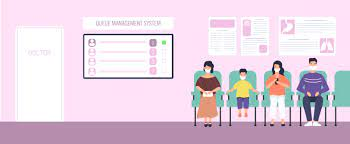 DOCTOR
QUEUE MANAGEMENT SYSTEM